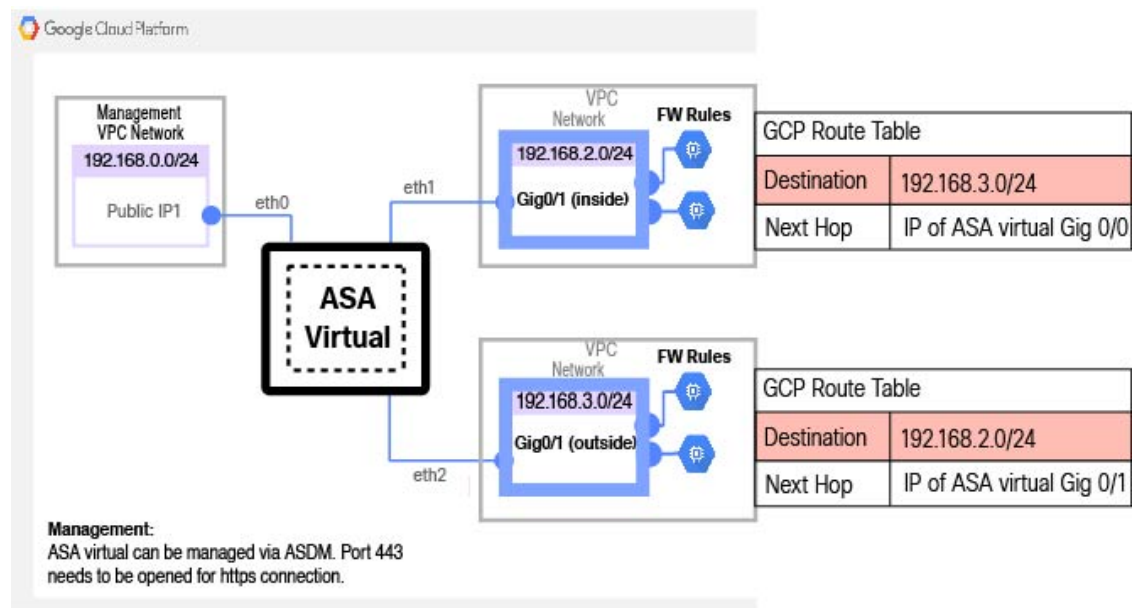 Google Cloud Platform
Management
VPC Network
192.168.0.0/24
Public IP1
eth0
ASA
Virtual
eth1
VPC
Network
FW Rules
192.168.2.0/24
Gig0/1 (inside)
GCP Route Table
Destination 192.168.3.0/24
Next Hop IP of ASA virtual Gig 0/0
eth2
VPC
Network
FW Rules
192.168.3.0/24
Gig0/1 (outside)
GCP Route Table
Destination 192.168.2.0/24
Next Hop IP of ASA virtual Gig 0/1
Management:
ASA virtual can be managed via ASDM. Port 443
needs to be opened for https connection.